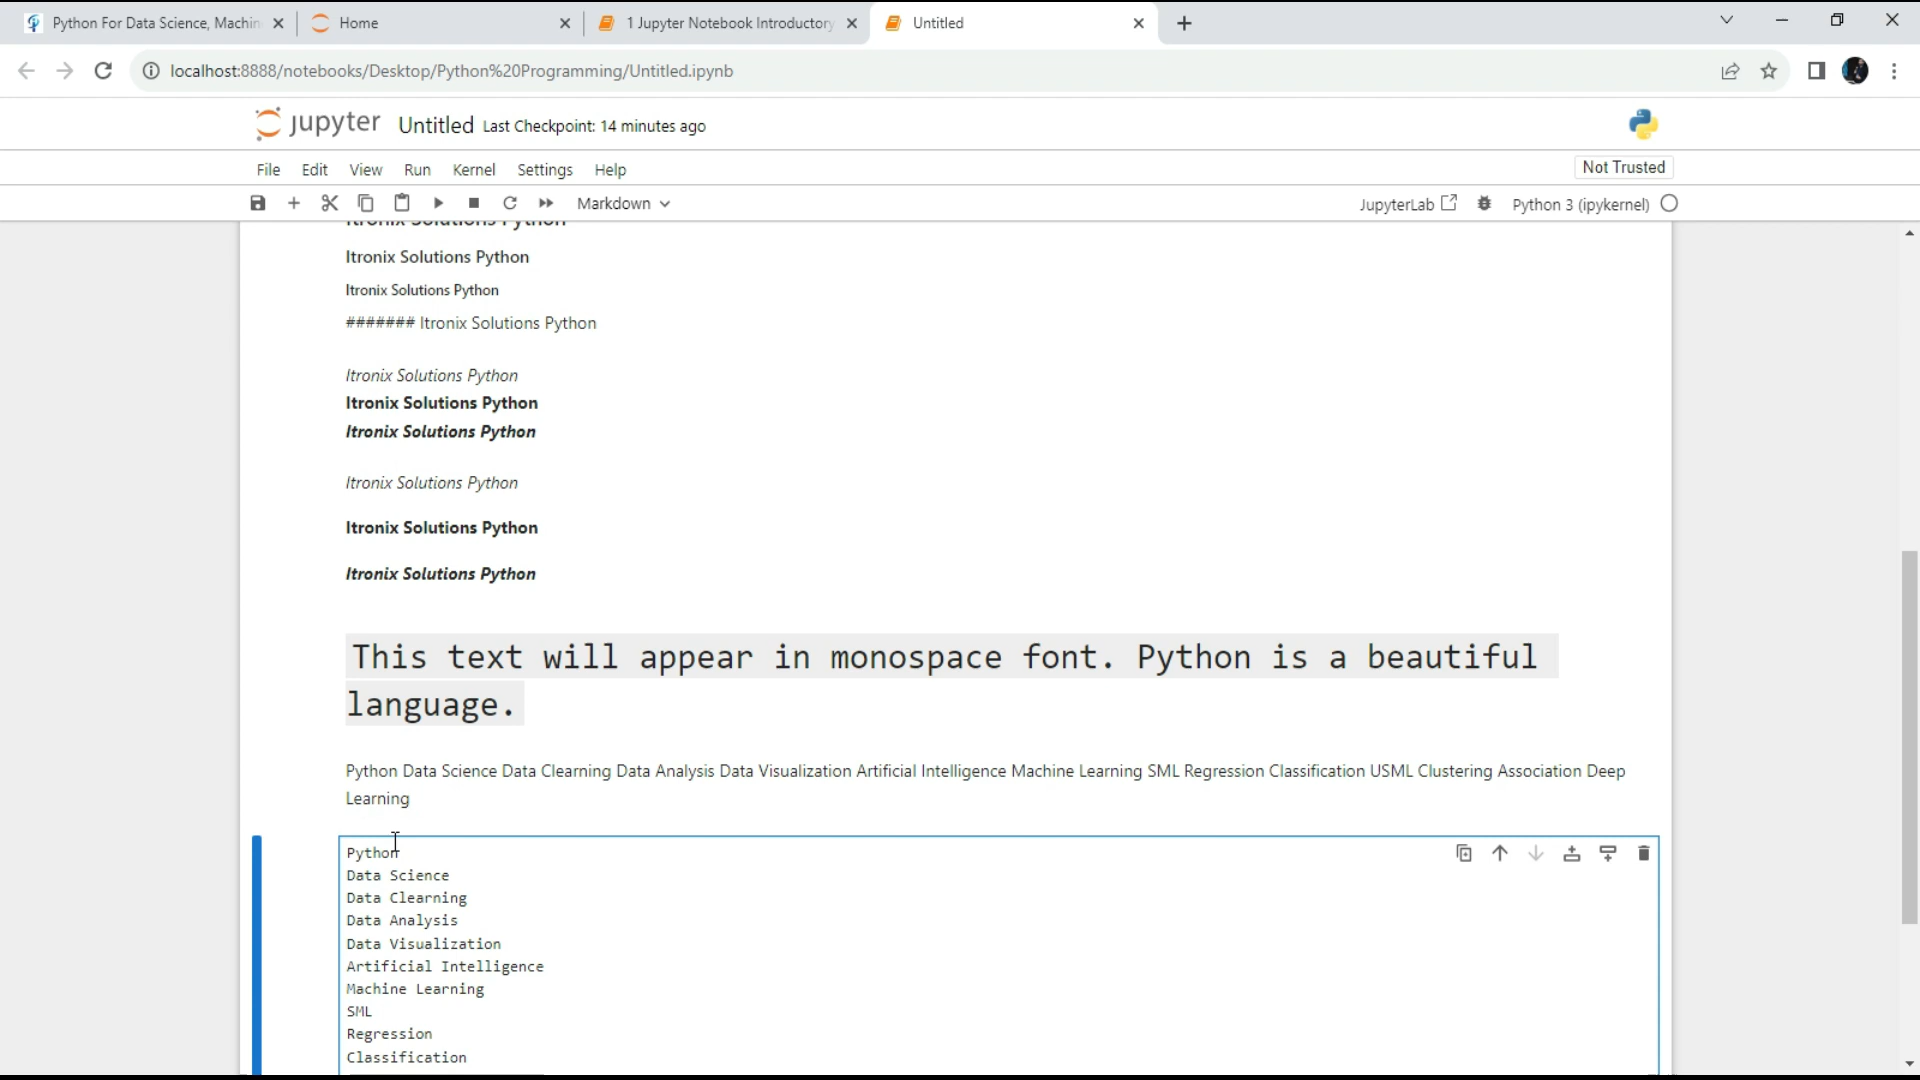 Python For Data Science, Machin
Home
1 Jupyter Notebook Introductory
Untitled
localhost:8888/notebooks/Desktop/Python%20Programming/Untitled.ipynb
jupyter Untitled Last Checkpoint: 14 minutes ago
File Edit View Run Kernel Settings Help
Not Trusted
Markdown
JupyterLab
Python 3 (ipykernel)
Itronix Solutions Python
Itronix Solutions Python
Itronix Solutions Python
####### Itronix Solutions Python
Itronix Solutions Python
Itronix Solutions Python
Itronix Solutions Python
Itronix Solutions Python
Itronix Solutions Python
Itronix Solutions Python
This text will appear in monospace font. Python is a beautiful
language.
Python Data Science Data Clearning Data Analysis Data Visualization Artificial Intelligence Machine Learning SML Regression Classification USML Clustering Association Deep
Learning
Python
Data Science
Data Clearning
Data Analysis
Data Visualization
Artificial Intelligence
Machine Learning
SML
Regression
Classification